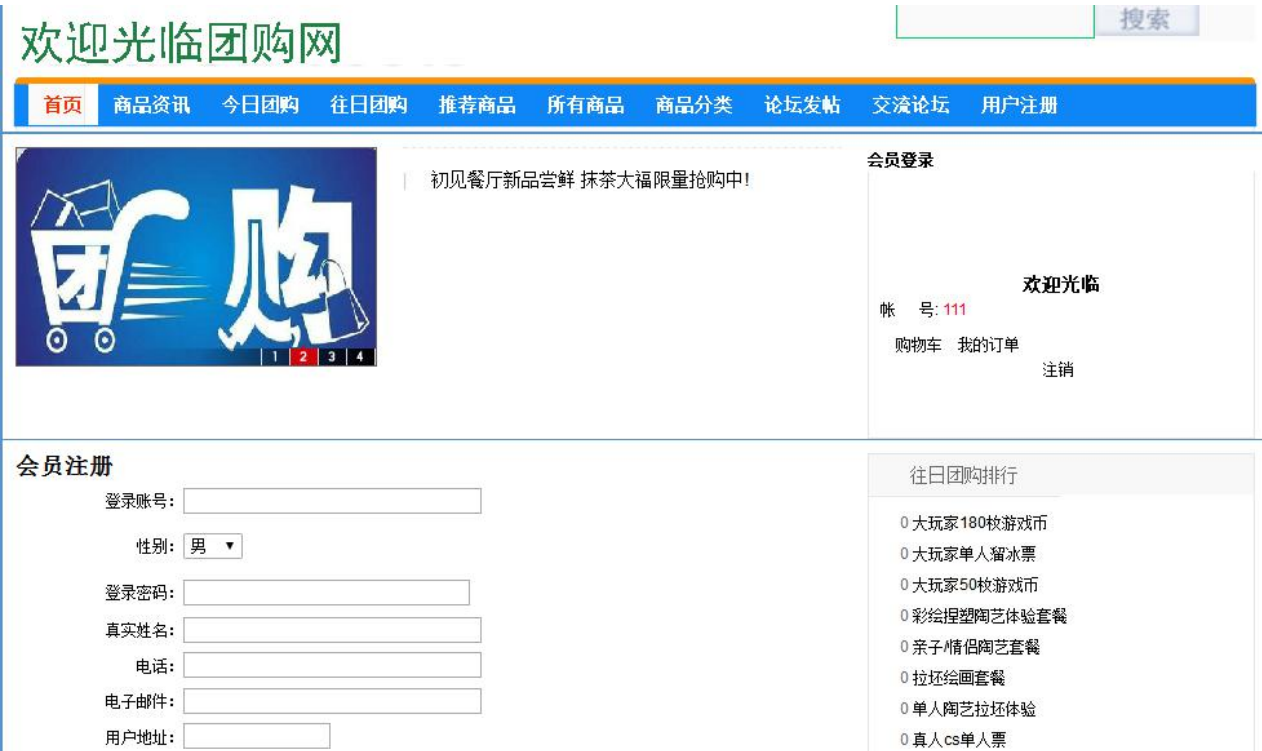 搜索
欢迎光临团购网
首页 商品资讯 今日团购 往日团购 推荐商品 所有商品 商品分类 论坛发帖 交流论坛 用户注册
团购
1 2 3 4
初见餐厅新品尝鲜 抹茶大福限量抢购中!
会员登录
欢迎光临
帐 号: 111
购物车 我的订单
注销
会员注册
登录账号:
性别: 男
登录密码:
真实姓名:
电话:
电子邮件:
用户地址:
往日团购排行
0 大玩家180枚游戏币
0 大玩家单人溜冰票
0 大玩家50枚游戏币
0 彩绘捏塑陶艺体验套餐
0 亲子/情侣陶艺套餐
0 拉坯绘画套餐
0 单人陶艺拉坯体验
0 真人cs单人票